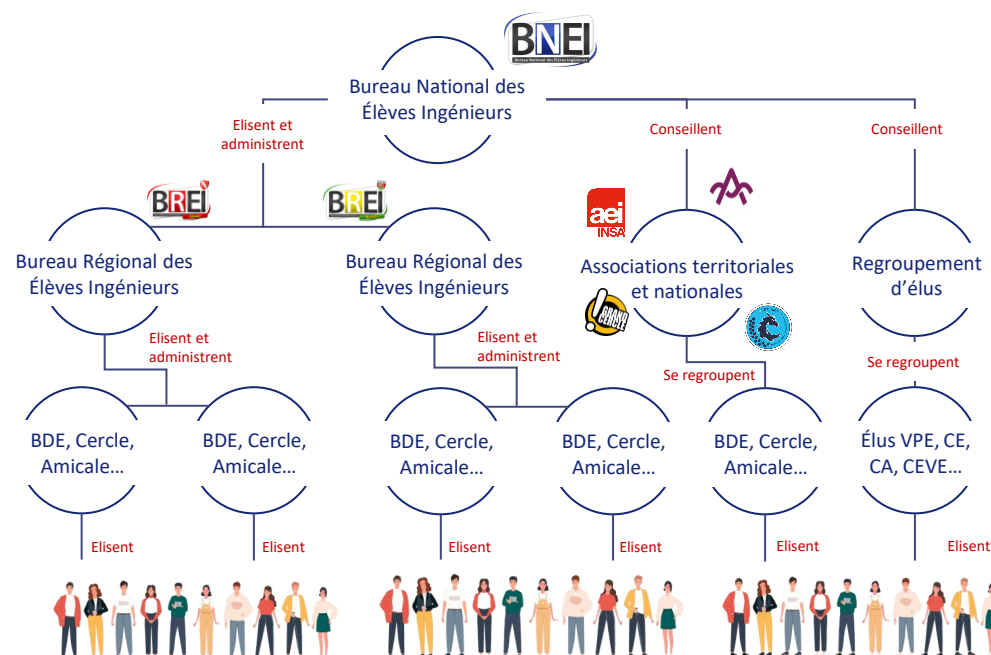 BNEI
Bureau National des Élèves Ingénieurs
Bureau National des
Élèves Ingénieurs
Elisent et
administrent
Conseillent
Conseillent
BREI
BREI
aei
INSA
Bureau Régional des
Élèves Ingénieurs
Bureau Régional des
Élèves Ingénieurs
Associations territoriales
et nationales
Regroupement
d’élus
GRAND
CERCLE
Elisent et
administrent
Elisent et
administrent
Se regroupent
Se regroupent
BDE, Cercle,
Amicale...
BDE, Cercle,
Amicale...
BDE, Cercle,
Amicale...
BDE, Cercle,
Amicale...
BDE, Cercle,
Amicale...
Élus VPE, CE,
CA, CEVE...
Elisent
Elisent
Elisent
Elisent
Elisent
Elisent